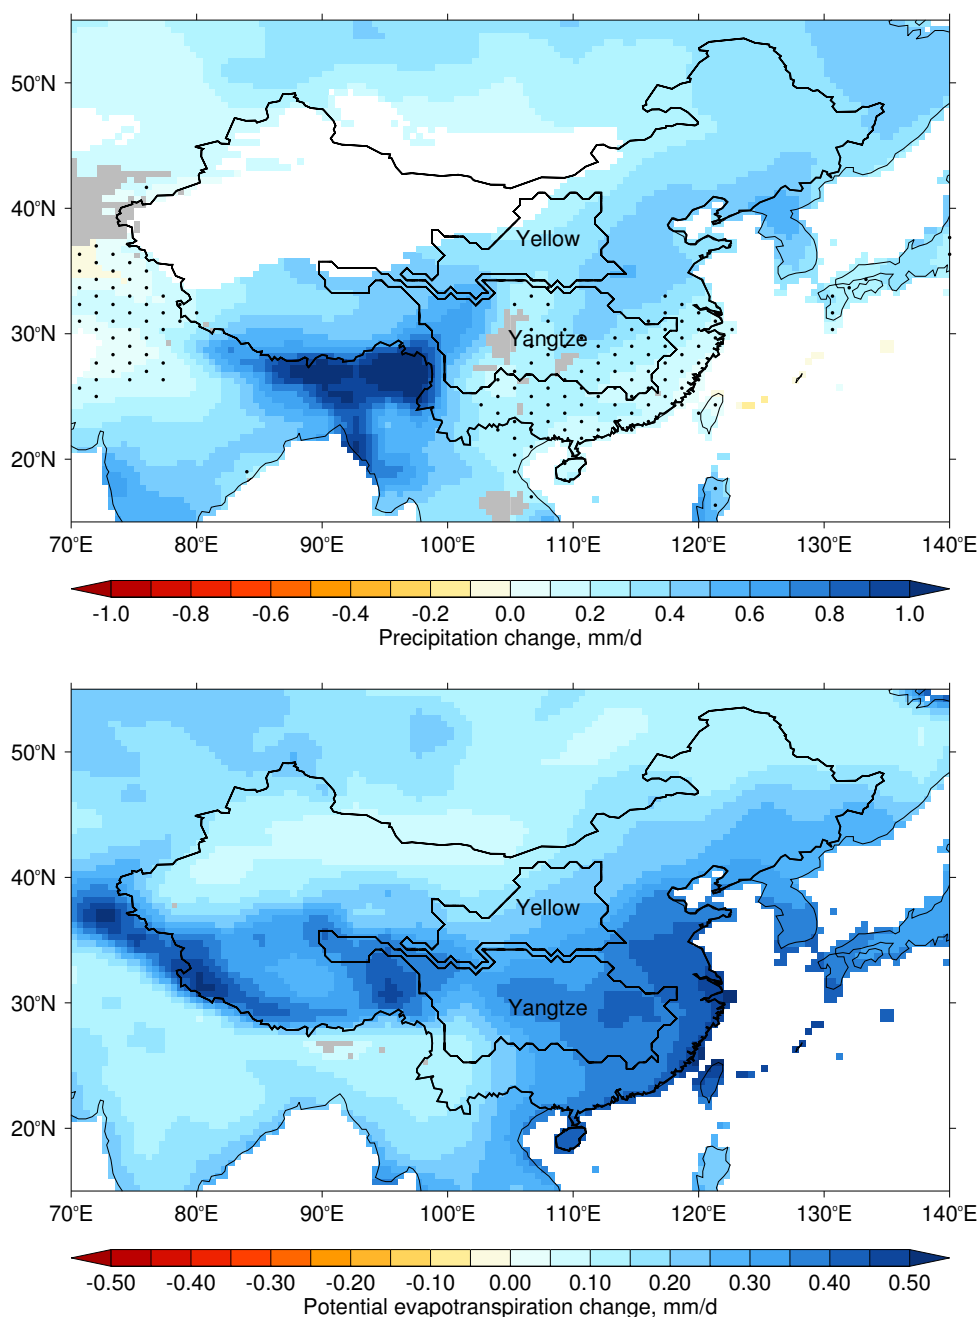 50°N
40°N
30°N
20°N
Yellow
Yangtze
70°E 80°E 90°E 100°E 110°E 120°E 130°E 140°E
-1.0 -0.8 -0.6 -0.4 -0.2 0.0 0.2 0.4 0.6 0.8 1.0
Precipitation change, mm/d
50°N
40°N
30°N
20°N
Yellow
Yangtze
70°E 80°E 90°E 100°E 110°E 120°E 130°E 140°E
-0.50 -0.40 -0.30 -0.20 -0.10 0.00 0.10 0.20 0.30 0.40 0.50
Potential evapotranspiration change, mm/d